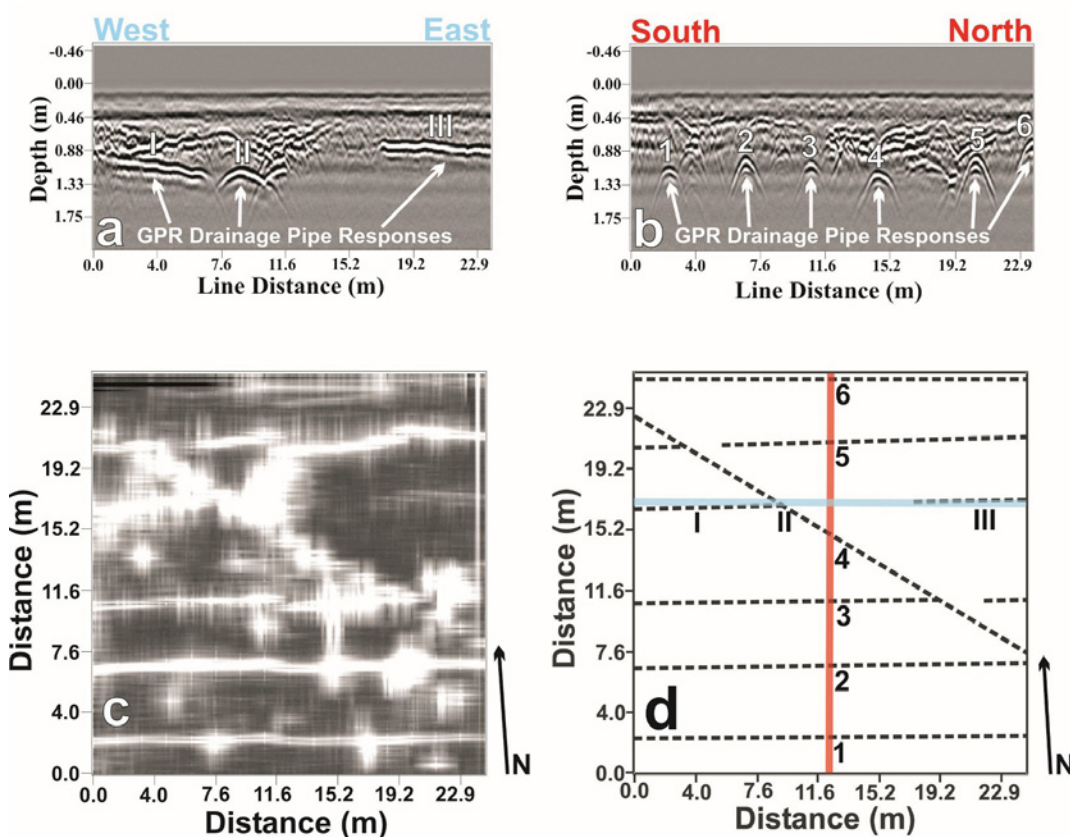 West East
-0.46
0.00
0.46
0.88
1.33
1.75
Depth (m)
I II III
a GPR Drainage Pipe Responses
0.0 4.0 7.6 11.6 15.2 19.2 22.9
Line Distance (m)
South North
-0.46
0.00
0.46
0.88
1.33
1.75
Depth (m)
1 2 3 4 5 6
b GPR Drainage Pipe Responses
0.0 4.0 7.6 11.6 15.2 19.2 22.9
Line Distance (m)
22.9
19.2
15.2
11.6
7.6
4.0
0.0
Distance (m)
c
N
0.0 4.0 7.6 11.6 15.2 19.2 22.9
Distance (m)
22.9
19.2
15.2
11.6
7.6
4.0
0.0
Distance (m)
6
5
I II III
4
3
2
d
1
N
0.0 4.0 7.6 11.6 15.2 19.2 22.9
Distance (m)